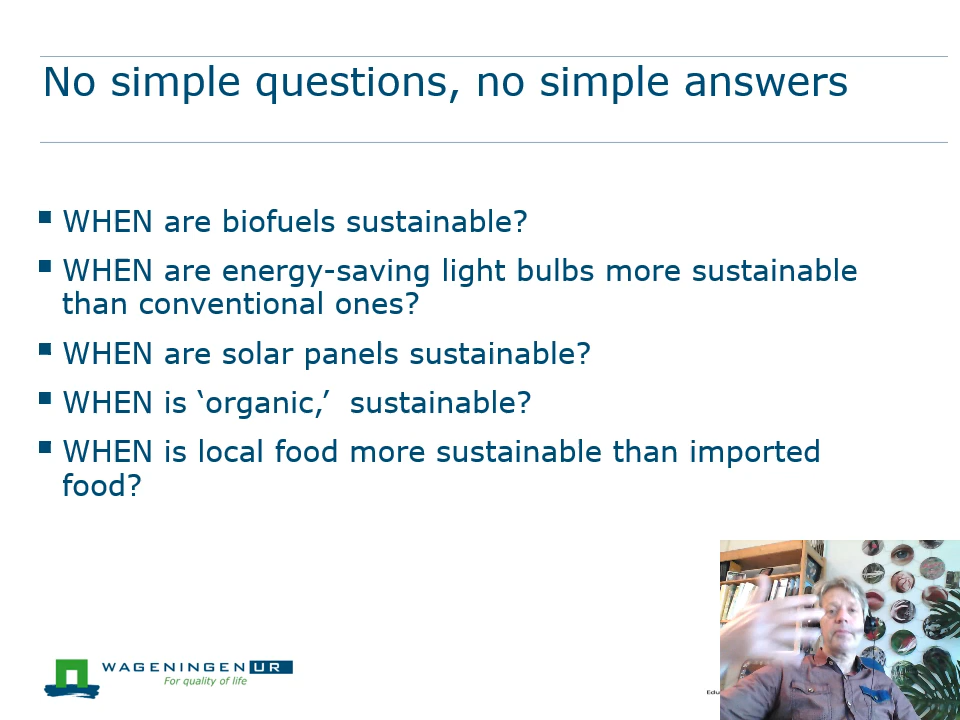 No simple questions, no simple answers
WHEN are biofuels sustainable?
WHEN are energy-saving light bulbs more sustainable
than conventional ones?
WHEN are solar panels sustainable?
WHEN is ‘organic,’ sustainable?
WHEN is local food more sustainable than imported
food?
WAGENINGEN UR
For quality of life
Edu